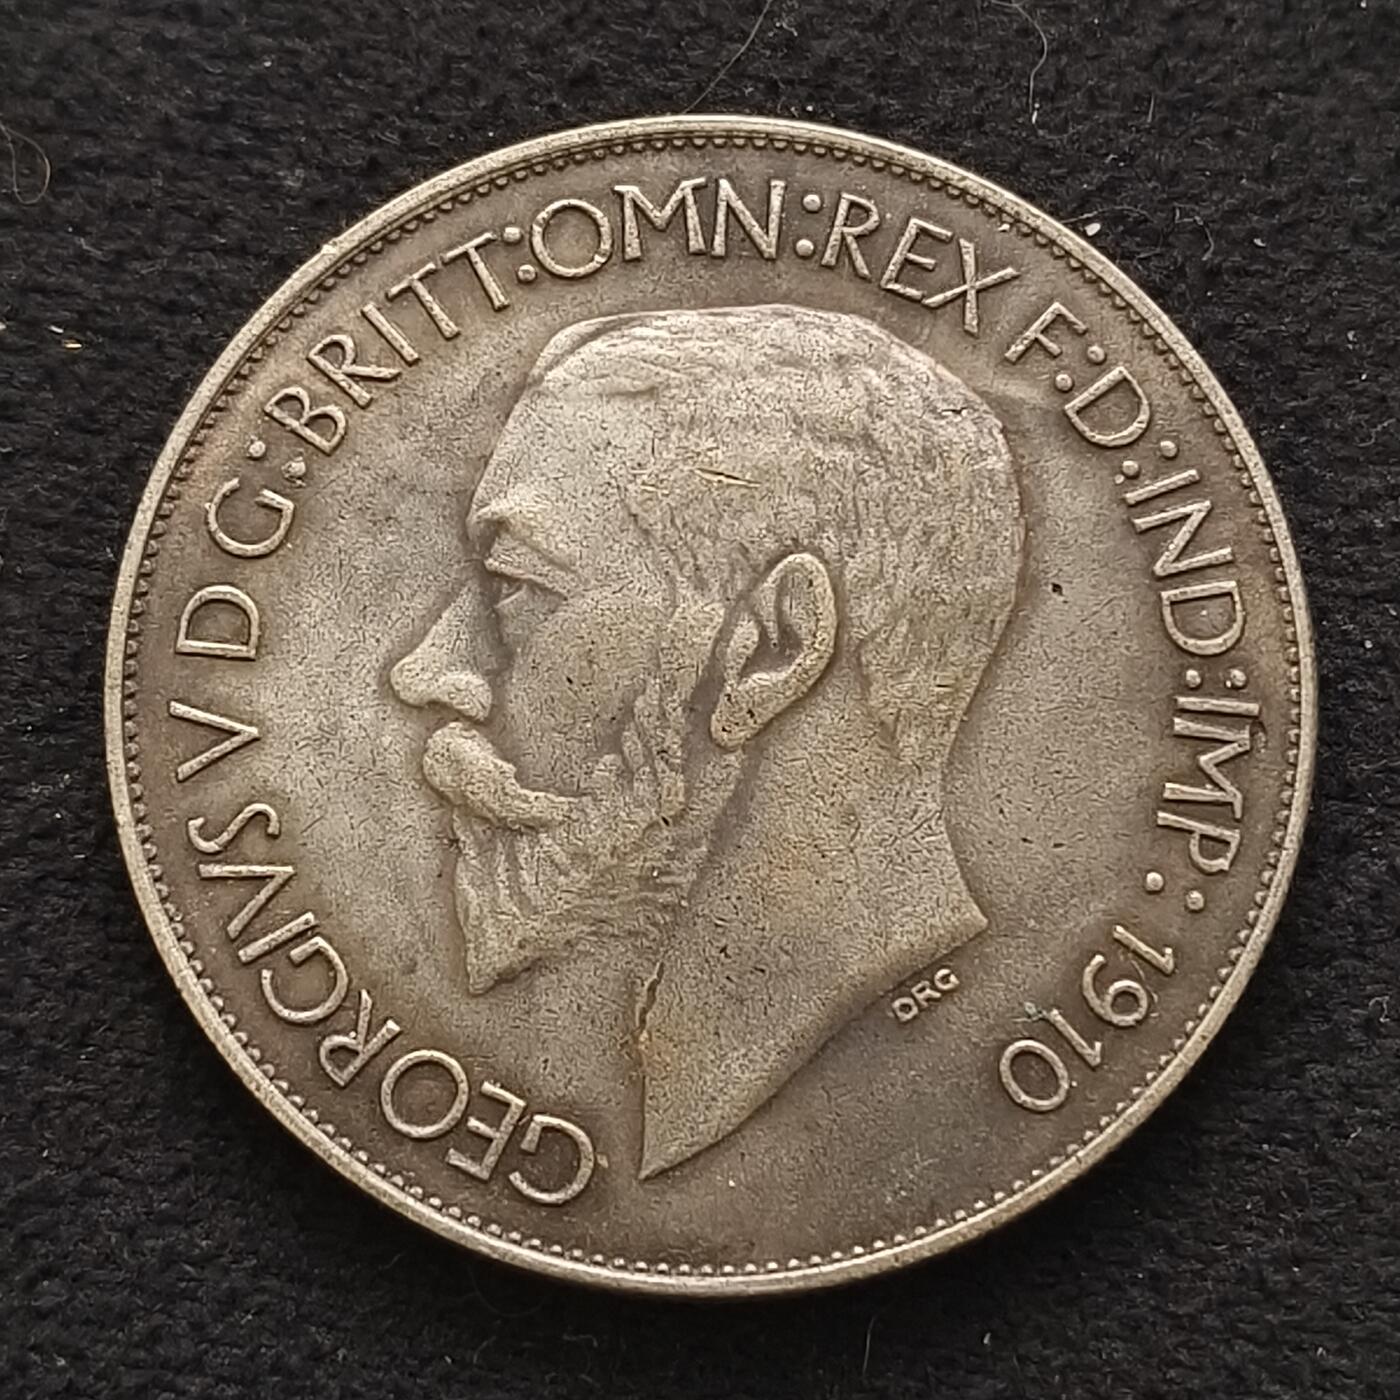 GEORGIVS V D G:BRITT:OMN:REX F:D:IND:IMP: 1910
DRG